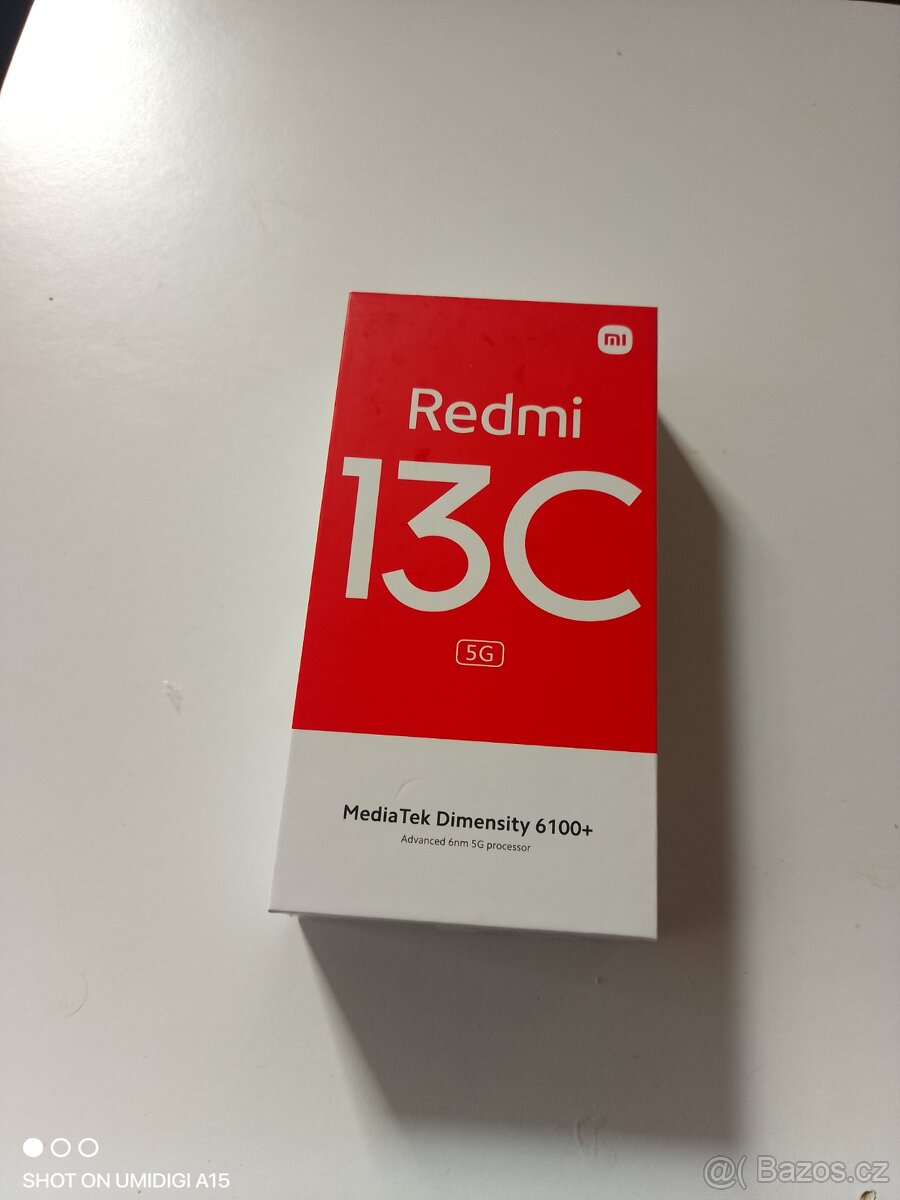 mi
Redmi
13C
5G
MediaTek Dimensity 6100+
Advanced 6nm 5G processor
SHOT ON UMIDIGI A15
@( Bazos.cz